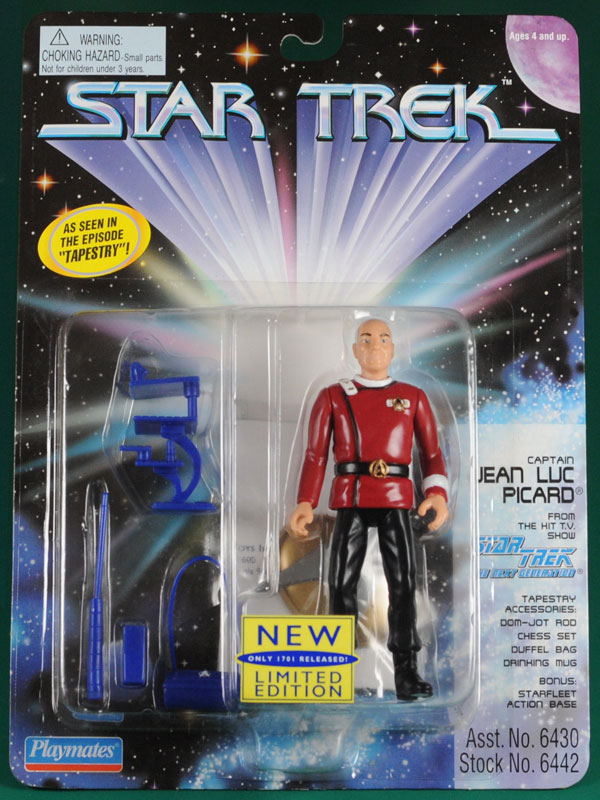 WARNING:
CHOKING HAZARD-Small parts.
Not for children under 3 years.
Ages 4 and up.
STAR TREK™
AS SEEN IN
THE EPISODE
"TAPESTRY"!
CAPTAIN
JEAN LUC
PICARD®
FROM
THE HIT T.V.
SHOW
STAR
TREK
THE NEXT GENERATION®
TAPESTRY
ACCESSORIES:
DOM-JOT ROD
CHESS SET
DUFFEL BAG
DRINKING MUG
BONUS:
STARFLEET
ACTION BASE
NEW
ONLY 1701 RELEASED!
LIMITED
EDITION
Playmates®
Asst. No. 6430
Stock No. 6442